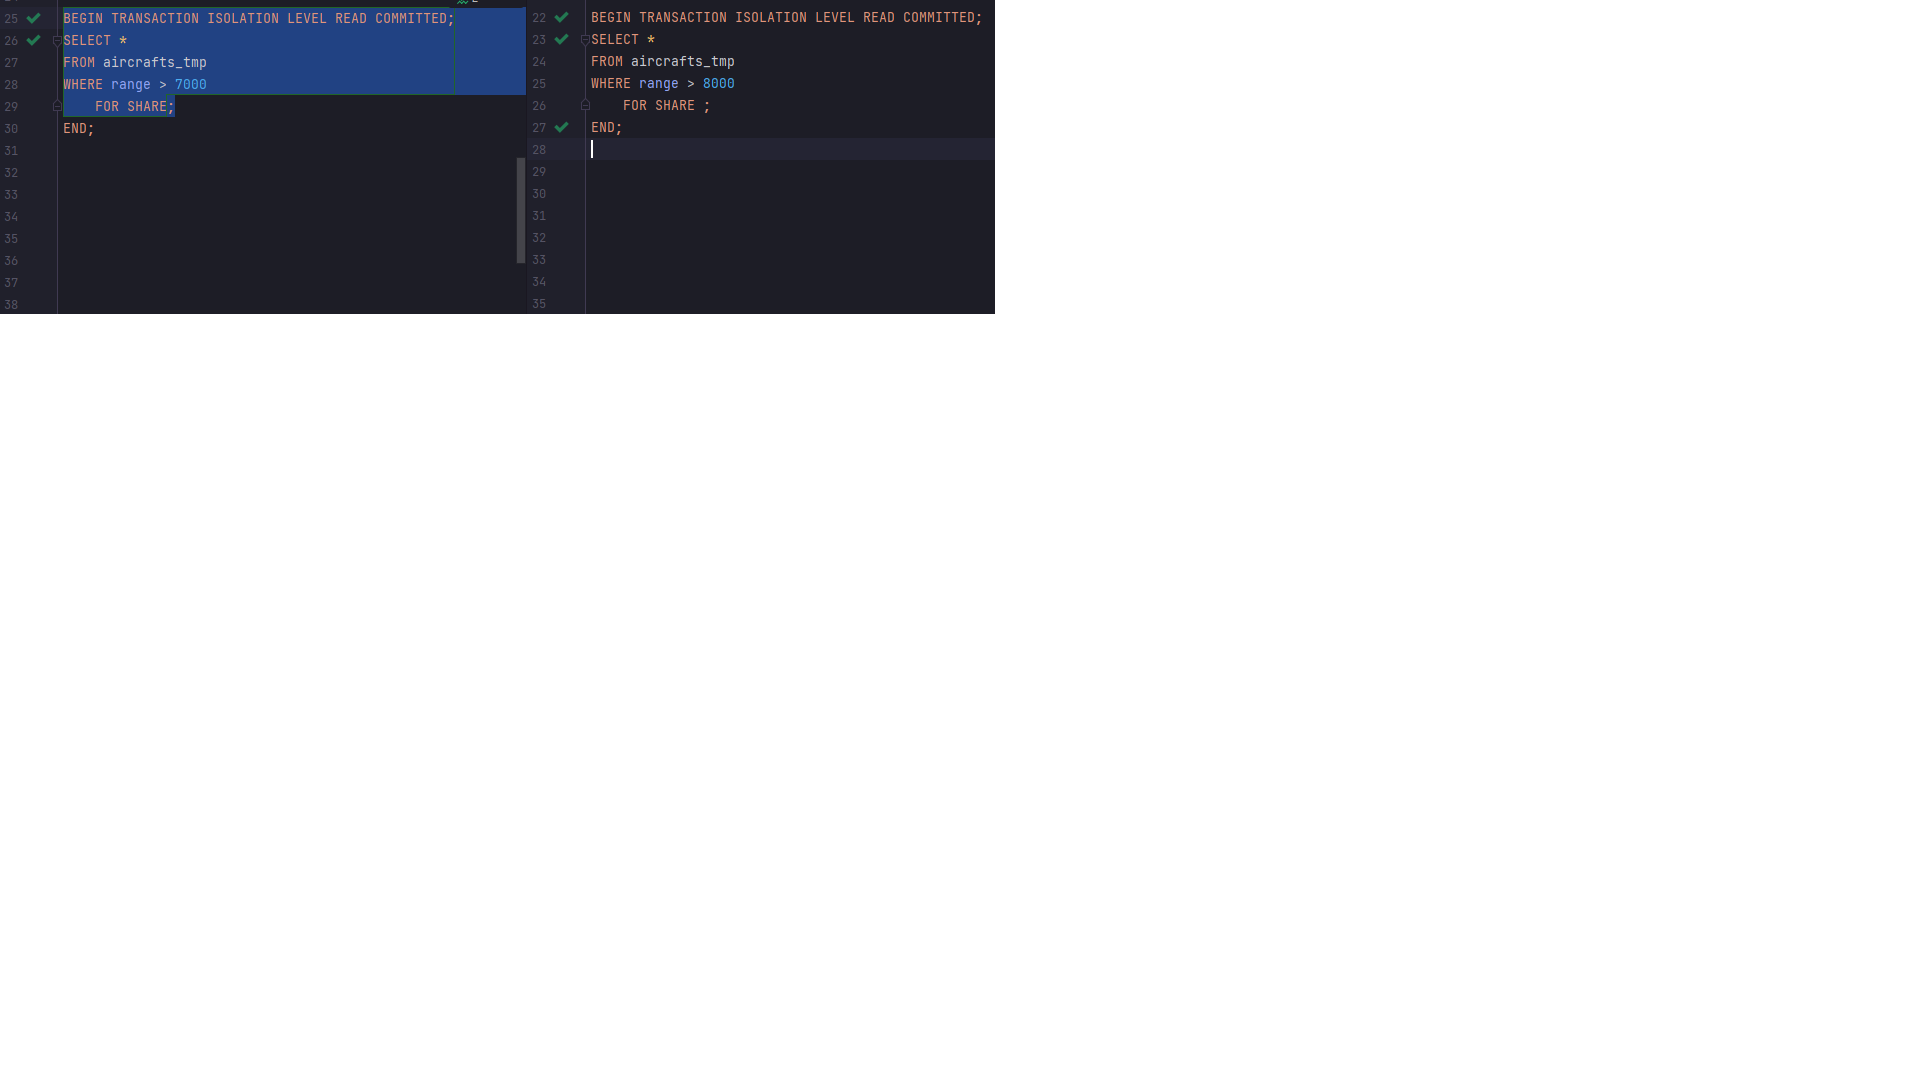 25 BEGIN TRANSACTION ISOLATION LEVEL READ COMMITTED;
26 SELECT *
27 FROM aircrafts_tmp
28 WHERE range > 7000
29     FOR SHARE;
30 END;
31
32
33
34
35
36
37
38
22 BEGIN TRANSACTION ISOLATION LEVEL READ COMMITTED;
23 SELECT *
24 FROM aircrafts_tmp
25 WHERE range > 8000
26     FOR SHARE ;
27 END;
28
29
30
31
32
33
34
35